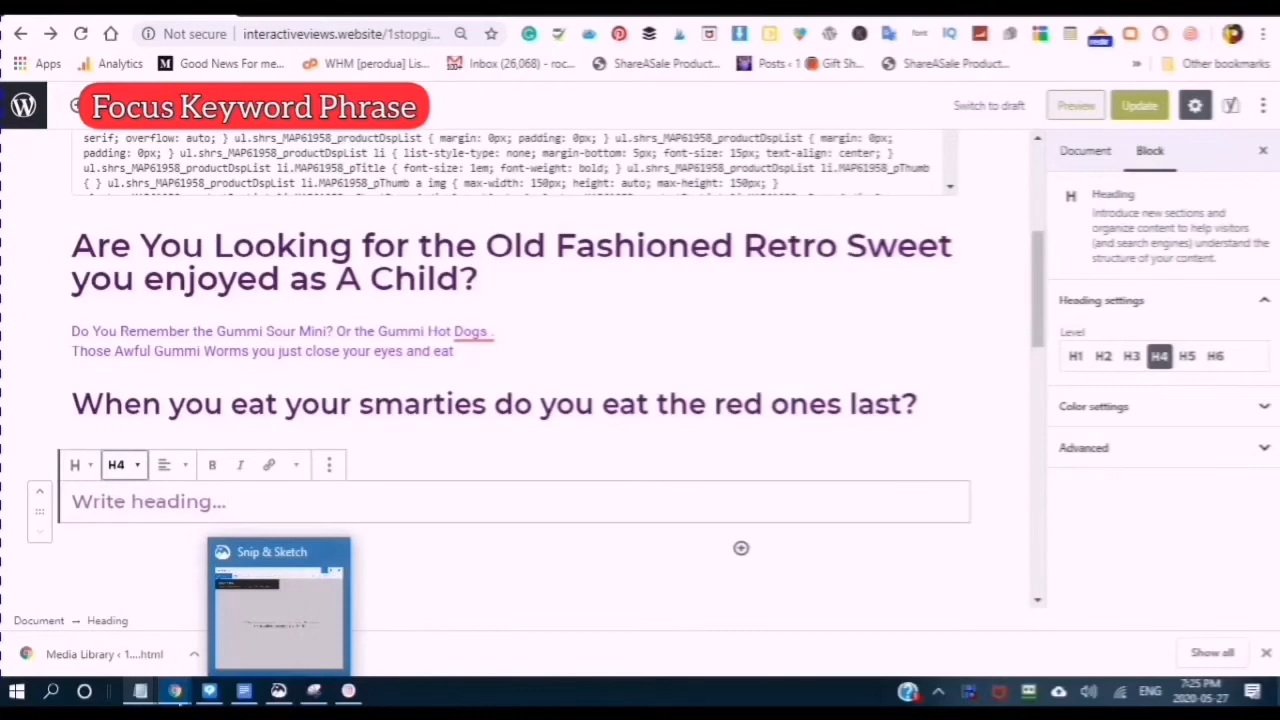 Not secure interactiveviews.website/1stopgi...
Apps Analytics Good News For me... WHM [perodua] Lis... Inbox (26,068) - roc... ShareASale Product... Posts ‹ 1 Gift Sh... ShareASale Product... » Other bookmarks
Focus Keyword Phrase
Switch to draft Preview Update
serif; overflow: auto; } ul.shrs_MAP61958_productDspList { margin: 0px; padding: 0px; } ul.shrs_MAP61958_productDspList { margin: 0px;
padding: 0px; } ul.shrs_MAP61958_productDspList li { list-style-type: none; margin-bottom: 5px; font-size: 15px; text-align: center; }
ul.shrs_MAP61958_productDspList li.MAP61958_pTitle { font-size: 1em; font-weight: bold; } ul.shrs_MAP61958_productDspList li.MAP61958_pThumb
{ } ul.shrs_MAP61958_productDspList li.MAP61958_pThumb a img { max-width: 150px; height: auto; max-height: 150px; }
Are You Looking for the Old Fashioned Retro Sweet
you enjoyed as A Child?
Do You Remember the Gummi Sour Mini? Or the Gummi Hot Dogs .
Those Awful Gummi Worms you just close your eyes and eat
When you eat your smarties do you eat the red ones last?
H H4 B I
Write heading...
Snip & Sketch
Document → Heading
Document Block
Heading
Introduce new sections and
organize content to help visitors
(and search engines) understand the
structure of your content.
Heading settings
Level
H1 H2 H3 H4 H5 H6
Color settings
Advanced
Media Library ‹ 1....html
Show all
ENG
7:25 PM
2020-05-27